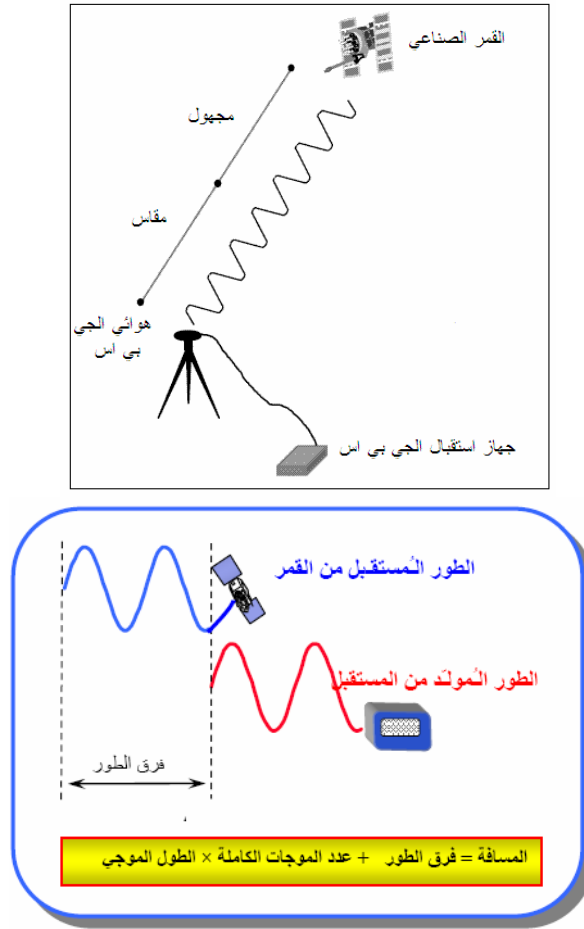 القمر الصناعي
مجهول
مقاس
هوائي الجي
بي اس
جهاز استقبال الجي بي اس
الطور المُستقبل من القمر
الطور المُولد من المستقبل
فرق الطور
المسافة = فرق الطور + عدد الموجات الكاملة × الطول الموجي